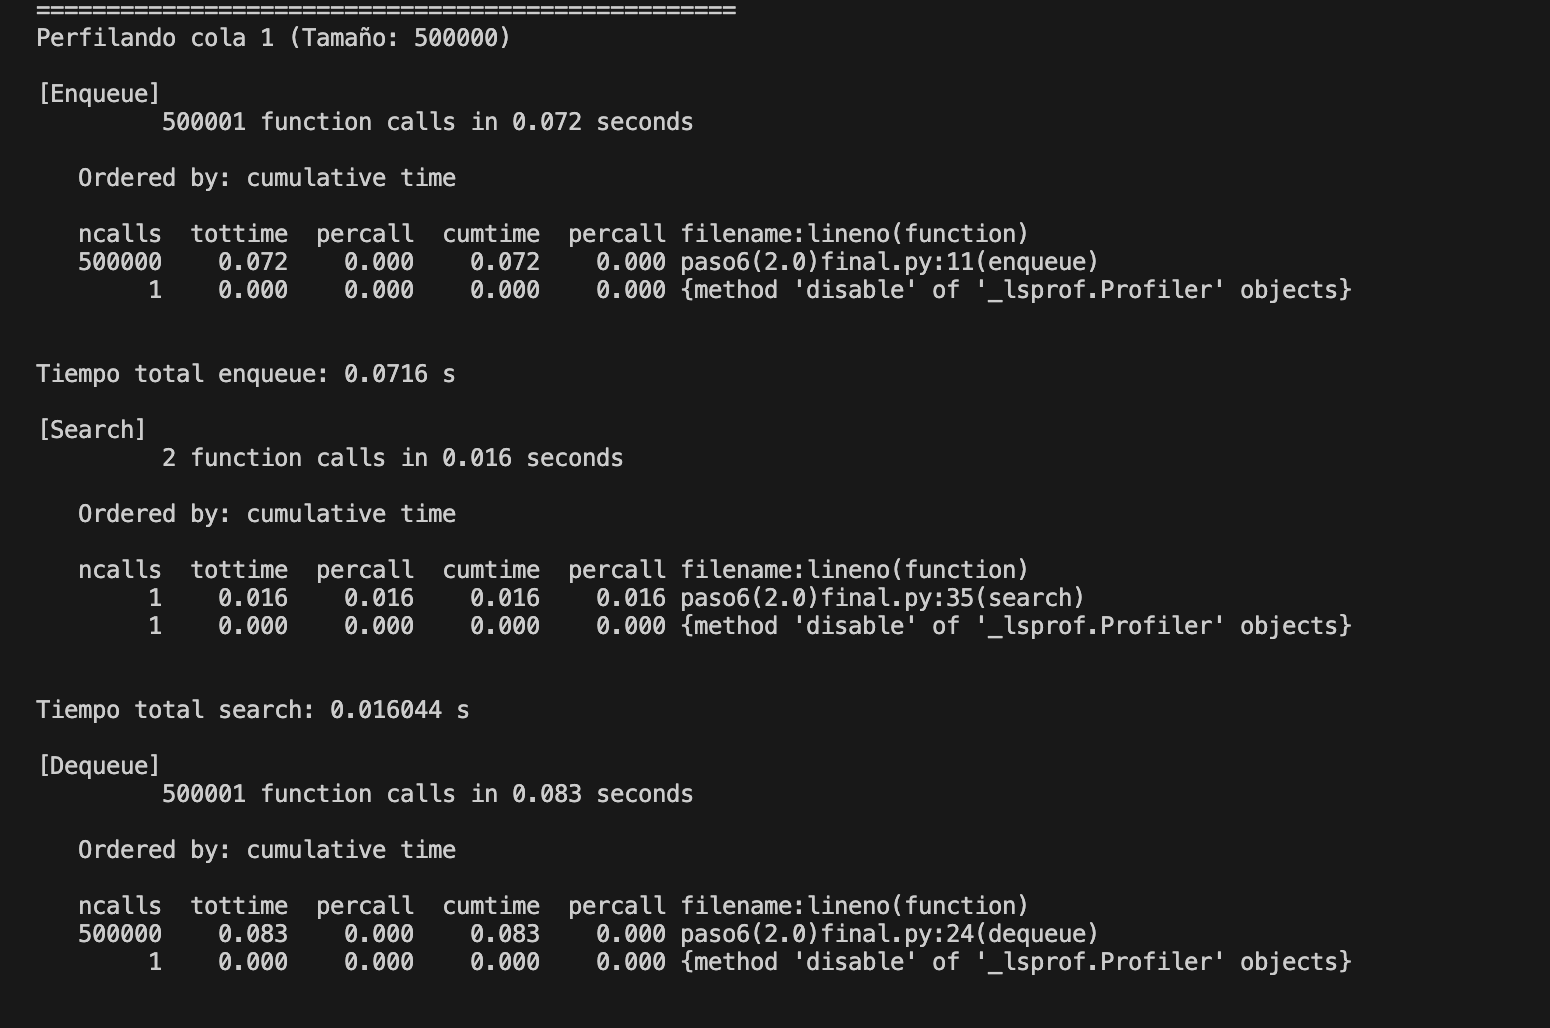 ==================================================
Perfilando cola 1 (Tamaño: 500000)
[Enqueue]
500001 function calls in 0.072 seconds
Ordered by: cumulative time
ncalls tottime percall cumtime percall filename:lineno(function)
500000 0.072 0.000 0.072 0.000 paso6(2.0)final.py:11(enqueue)
1 0.000 0.000 0.000 0.000 {method 'disable' of '_lsprof.Profiler' objects}
Tiempo total enqueue: 0.0716 s
[Search]
2 function calls in 0.016 seconds
Ordered by: cumulative time
ncalls tottime percall cumtime percall filename:lineno(function)
1 0.016 0.016 0.016 0.016 paso6(2.0)final.py:35(search)
1 0.000 0.000 0.000 0.000 {method 'disable' of '_lsprof.Profiler' objects}
Tiempo total search: 0.016044 s
[Dequeue]
500001 function calls in 0.083 seconds
Ordered by: cumulative time
ncalls tottime percall cumtime percall filename:lineno(function)
500000 0.083 0.000 0.083 0.000 paso6(2.0)final.py:24(dequeue)
1 0.000 0.000 0.000 0.000 {method 'disable' of '_lsprof.Profiler' objects}